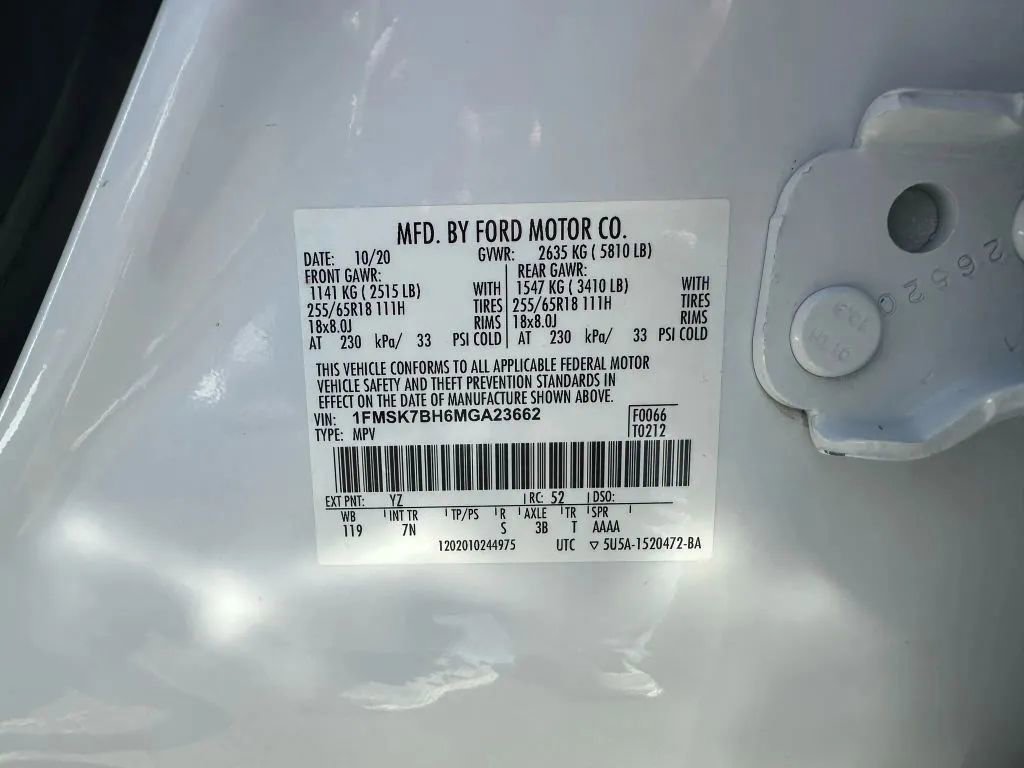 MFD. BY FORD MOTOR CO.
DATE: 10/20 GVWR: 2635 KG ( 5810 LB)
FRONT GAWR: REAR GAWR:
1141 KG ( 2515 LB) WITH 1547 KG ( 3410 LB) WITH
255/65R18 111H TIRES 255/65R18 111H TIRES
18x8.0J RIMS 18x8.0J RIMS
AT 230 kPa/ 33 PSI COLD AT 230 kPa/ 33 PSI COLD
THIS VEHICLE CONFORMS TO ALL APPLICABLE FEDERAL MOTOR
VEHICLE SAFETY AND THEFT PREVENTION STANDARDS IN
EFFECT ON THE DATE OF MANUFACTURE SHOWN ABOVE.
VIN: 1FMSK7BH6MGA23662 F0066
TYPE: MPV T0212
EXT PNT: YZ RC: 52 DSO:
WB INT TR TP/PS R AXLE TR SPR
119 7N S 3B T AAAA
1202010244975 UTC ▽ 5U5A-1520472-BA
26520
10.3